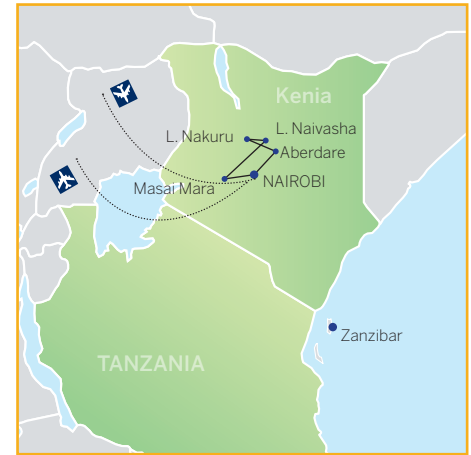 Kenia
L. Naivasha
L. Nakuru
Aberdare
Masai Mara
NAIROBI
Zanzibar
TANZANIA